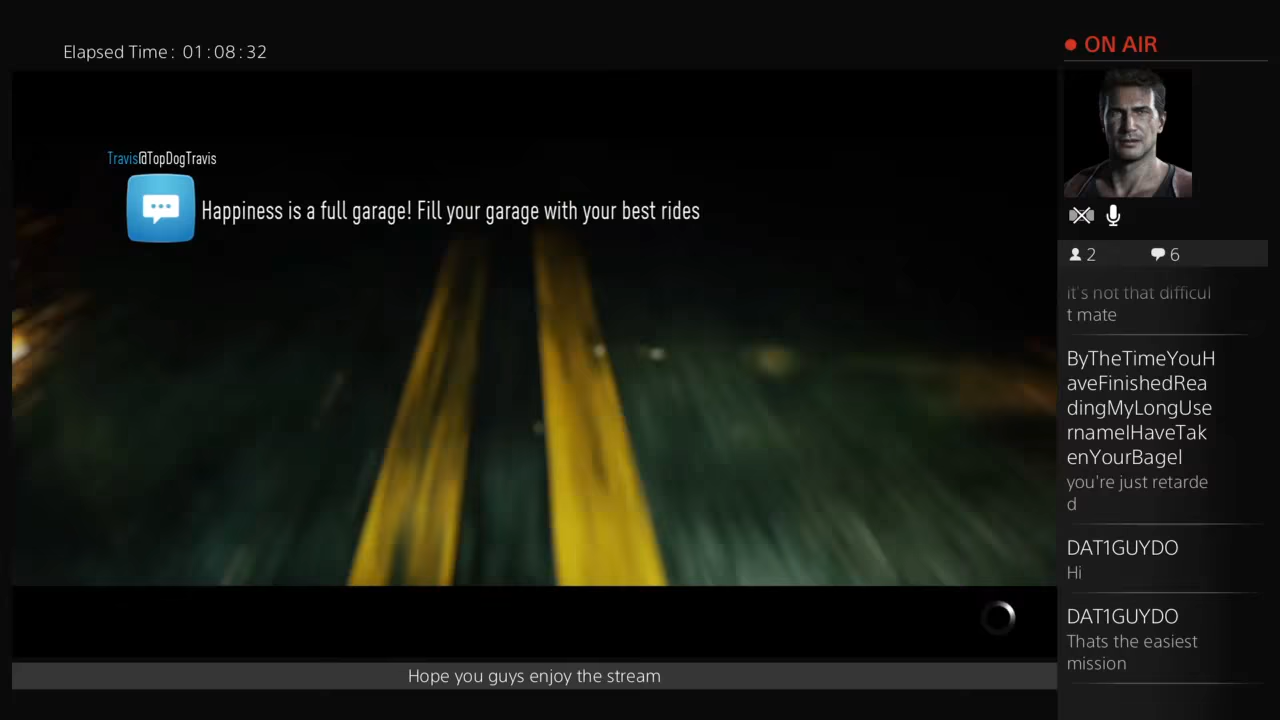 Elapsed Time: 01:08:32
ON AIR
Travis@TopDogTravis
Happiness is a full garage! Fill your garage with your best rides
2
6
it's not that difficul
t mate
ByTheTimeYouH
aveFinishedRea
dingMyLongUse
rnameIHaveTak
enYourBagel
you're just retarde
d
DAT1GUYDO
Hi
DAT1GUYDO
Thats the easiest
mission
Hope you guys enjoy the stream